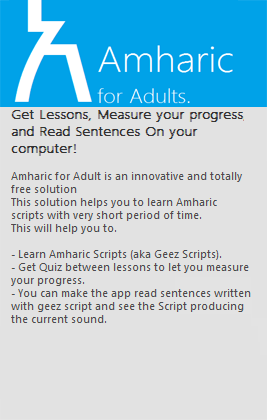 Amharic
for Adults.
Get Lessons, Measure your progress
and Read Sentences On your
computer!
Amharic for Adult is an innovative and totally
free solution
This solution helps you to learn Amharic
scripts with very short period of time.
This will help you to.
- Learn Amharic Scripts (aka Geez Scripts).
- Get Quiz between lessons to let you measure
your progress.
- You can make the app read sentences written
with geez script and see the Script producing
the current sound.